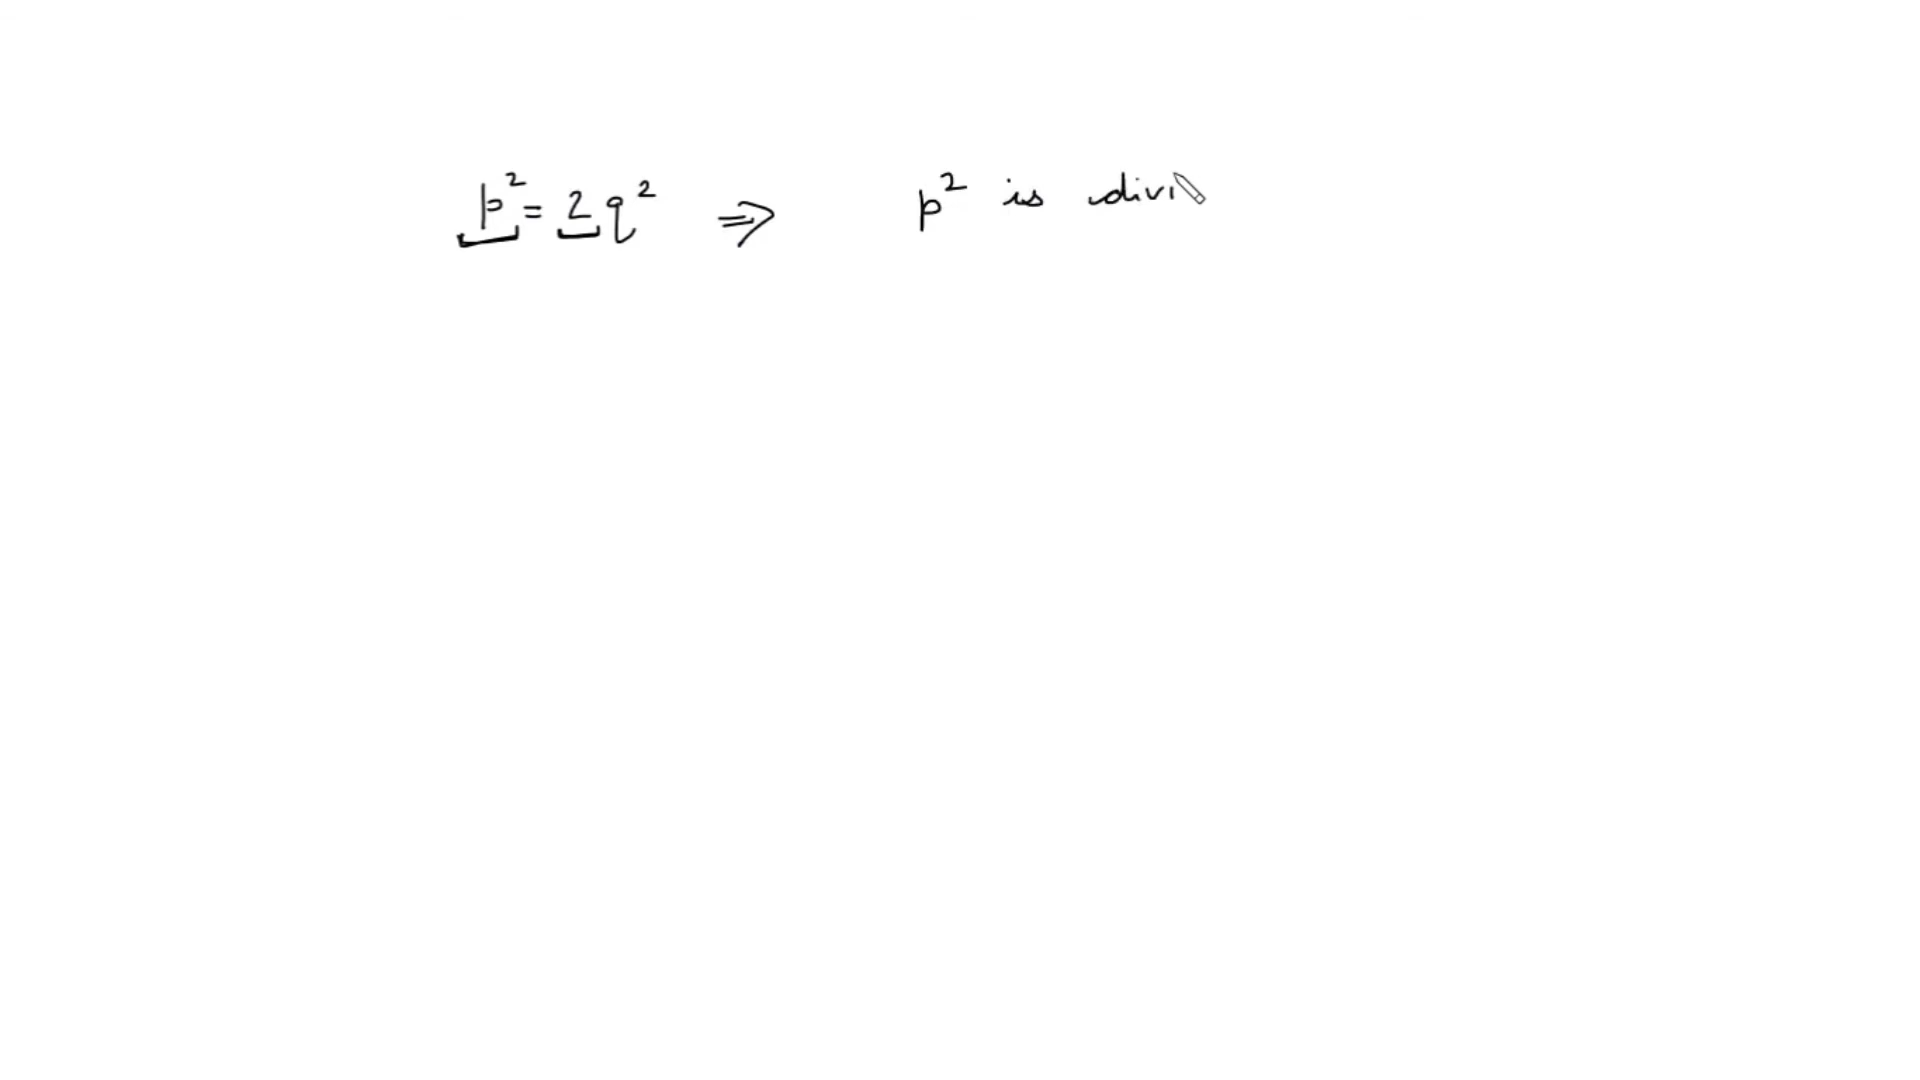 p² = 2q² ⇒ p² is divi